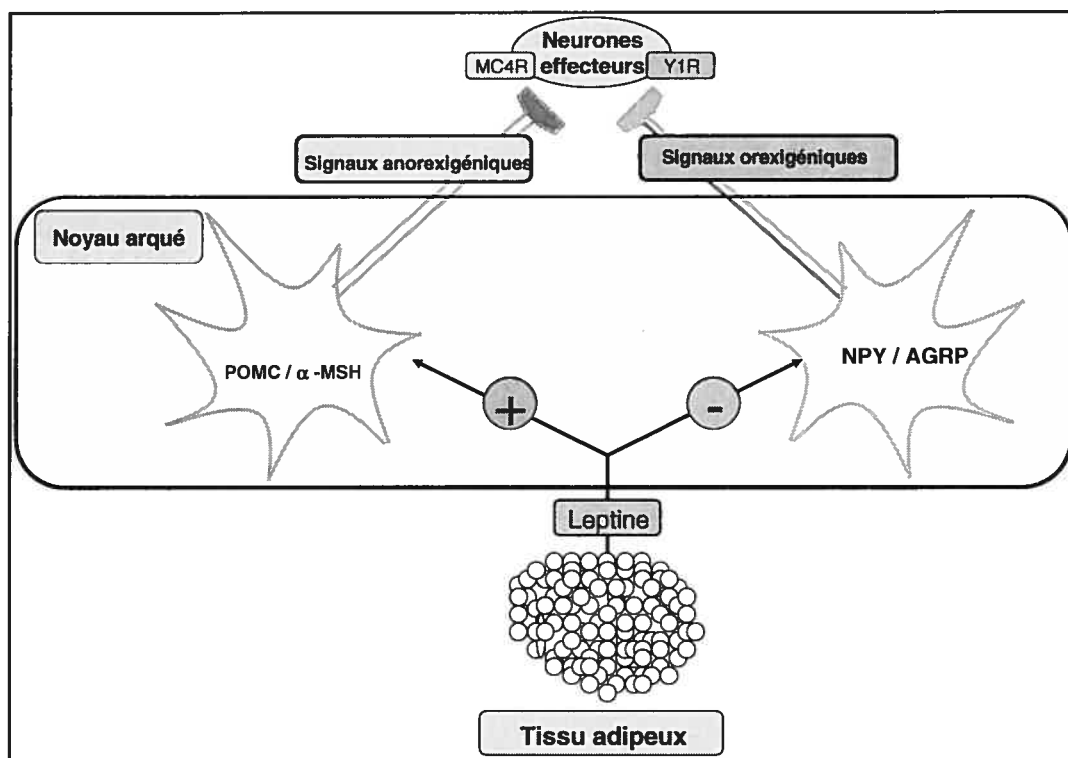 Neurones
MC4R effecteurs Y1R
Signaux anorexigéniques
Signaux orexigéniques
Noyau arqué
POMC / α -MSH
NPY / AGRP
+
-
Leptine
Tissu adipeux